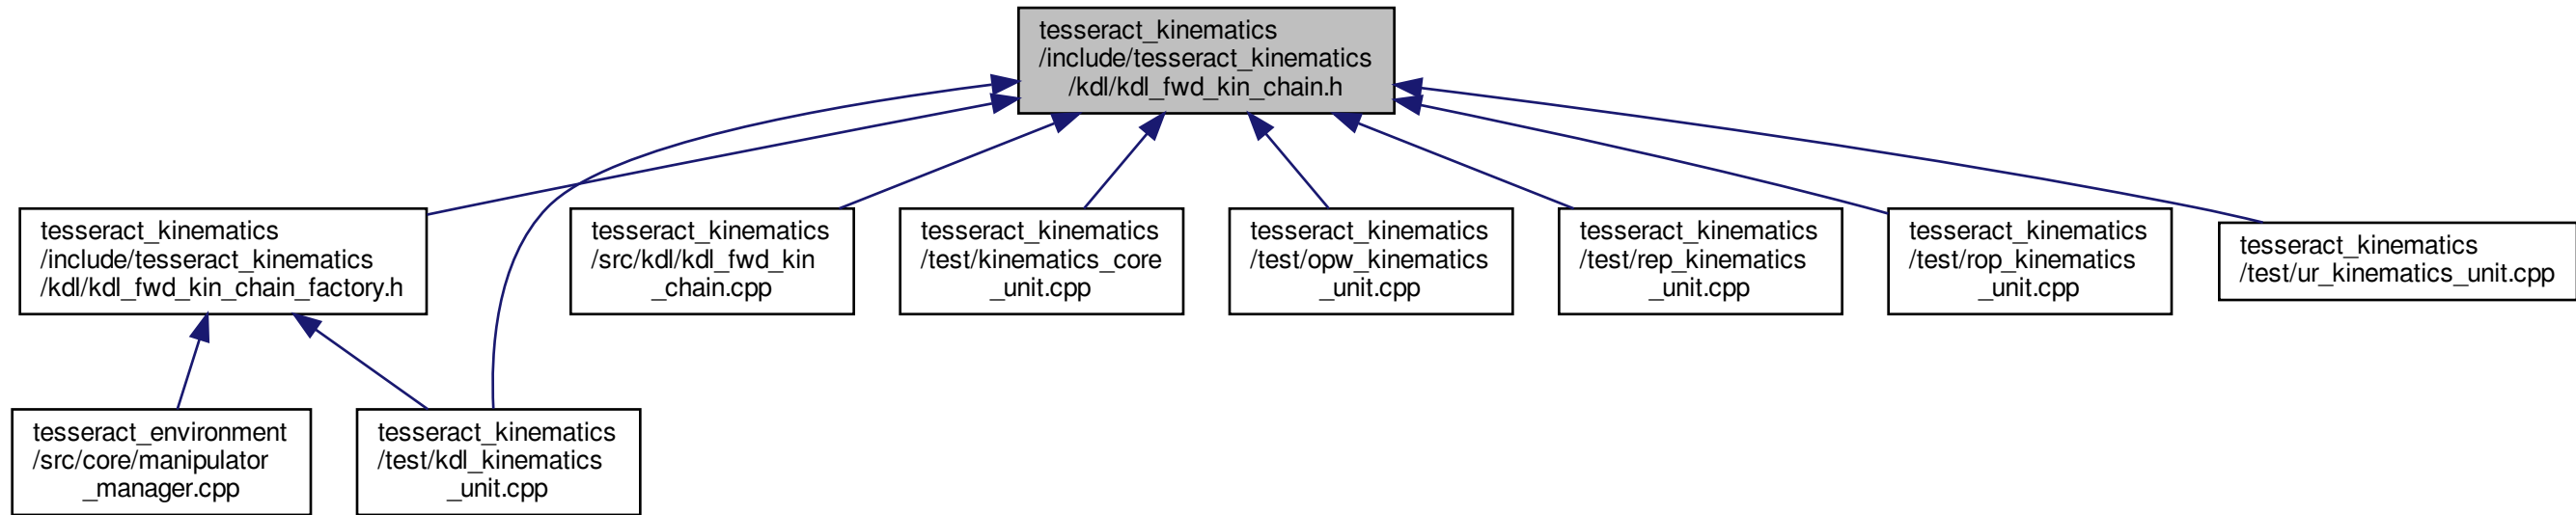 tesseract_kinematics
/include/tesseract_kinematics
/kdl/kdl_fwd_kin_chain.h
tesseract_kinematics
/include/tesseract_kinematics
/kdl/kdl_fwd_kin_chain_factory.h
tesseract_kinematics
/src/kdl/kdl_fwd_kin
_chain.cpp
tesseract_kinematics
/test/kinematics_core
_unit.cpp
tesseract_kinematics
/test/opw_kinematics
_unit.cpp
tesseract_kinematics
/test/rep_kinematics
_unit.cpp
tesseract_kinematics
/test/rop_kinematics
_unit.cpp
tesseract_kinematics
/test/ur_kinematics_unit.cpp
tesseract_environment
/src/core/manipulator
_manager.cpp
tesseract_kinematics
/test/kdl_kinematics
_unit.cpp